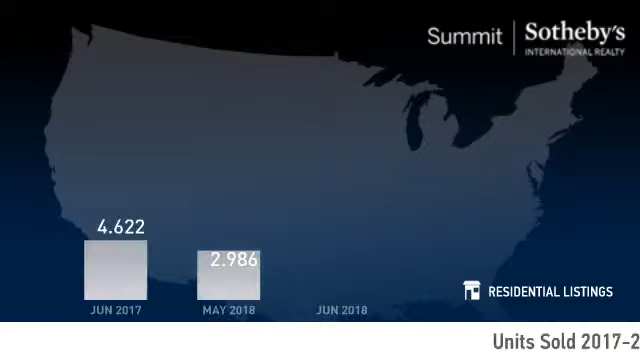 Summit
Sotheby's
INTERNATIONAL REALTY
4.622
2.986
RESIDENTIAL LISTINGS
JUN 2017
MAY 2018
JUN 2018
Units Sold 2017-2